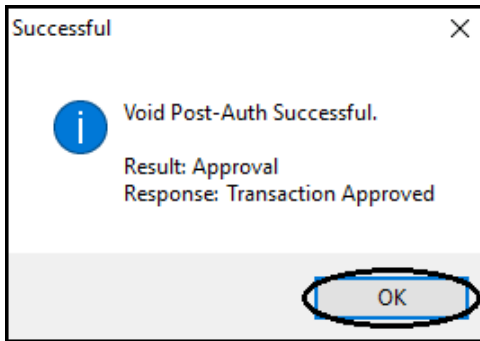 Successful
Void Post-Auth Successful.
Result: Approval
Response: Transaction Approved
OK